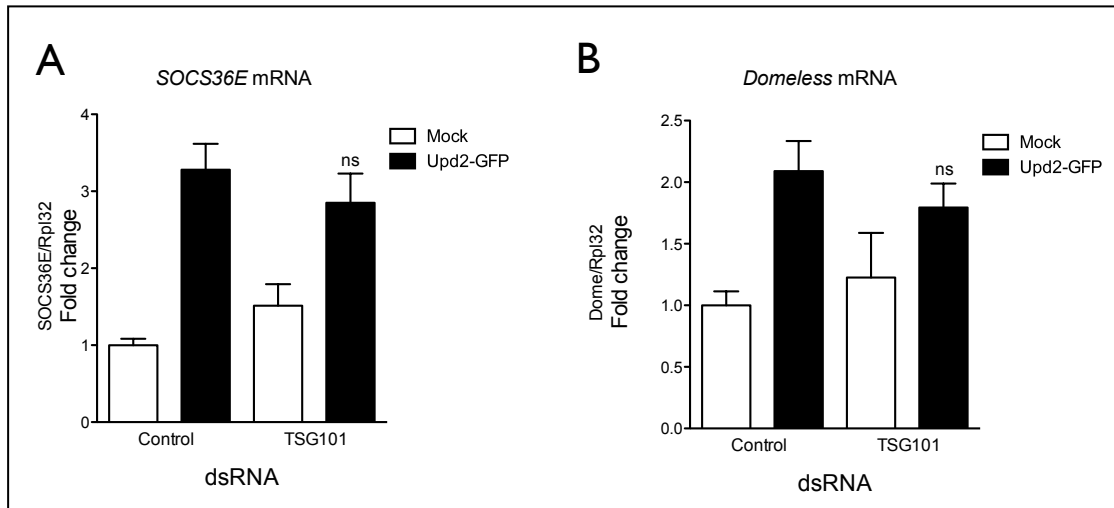 A
SOCS36E mRNA
SOCS36E/Rpl32
Fold change
4
3
2
1
0
ns
Mock
Upd2-GFP
Control
TSG101
dsRNA
B
Domeless mRNA
Dome/Rpl32
Fold change
2.5
2.0
1.5
1.0
0.5
0.0
ns
Mock
Upd2-GFP
Control
TSG101
dsRNA